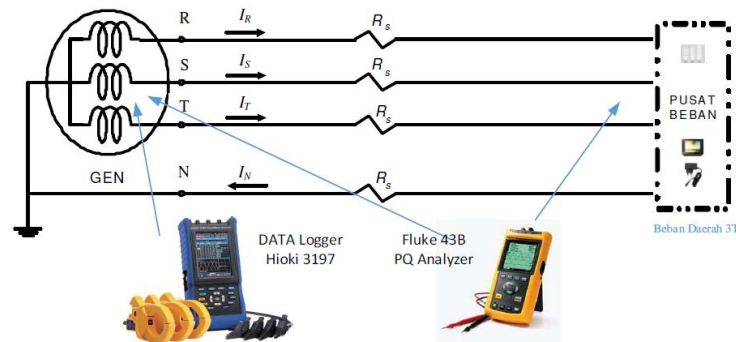 R
I_R
R_s
S
I_S
R_s
T
I_T
R_s
PUSAT
BEBAN
GEN
N
I_N
R_s
Beban Daerah 3T
DATA Logger
Hioki 3197
Fluke 43B
PQ Analyzer